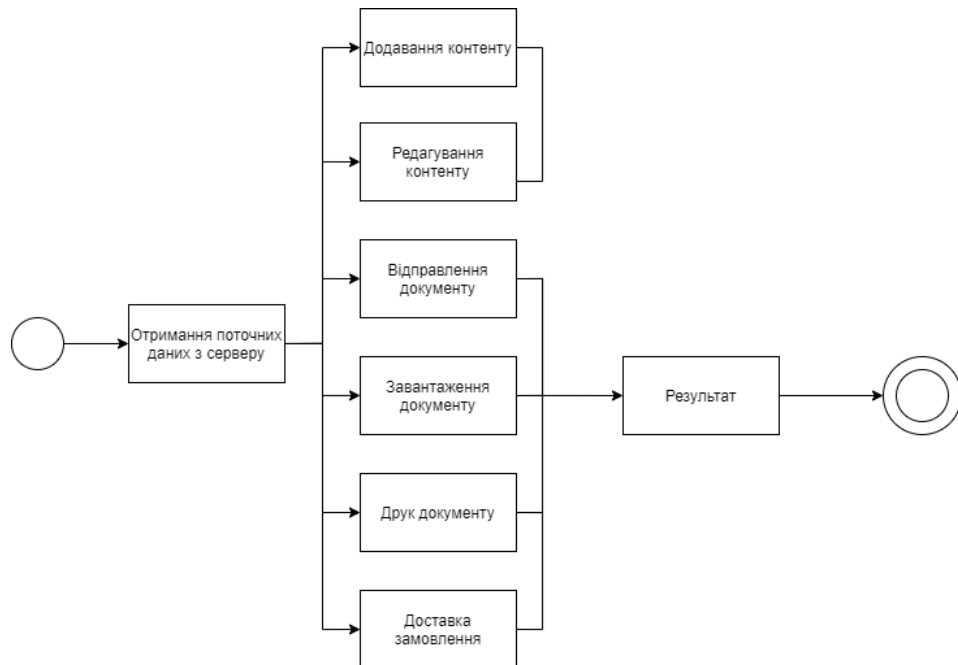 Додавання контенту
Редагування
контенту
Відправлення
документу
Отримання поточних
даних з серверу
Завантаження
документу
Результат
Друк документу
Доставка
замовлення